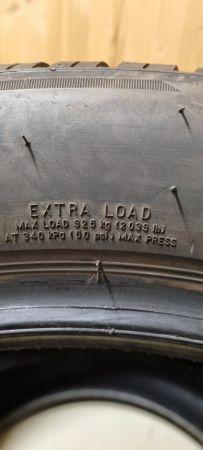 EXTRA LOAD
MAX LOAD 925 kg (2039 lb)
AT 340 kPa (50 psi) MAX PRESS